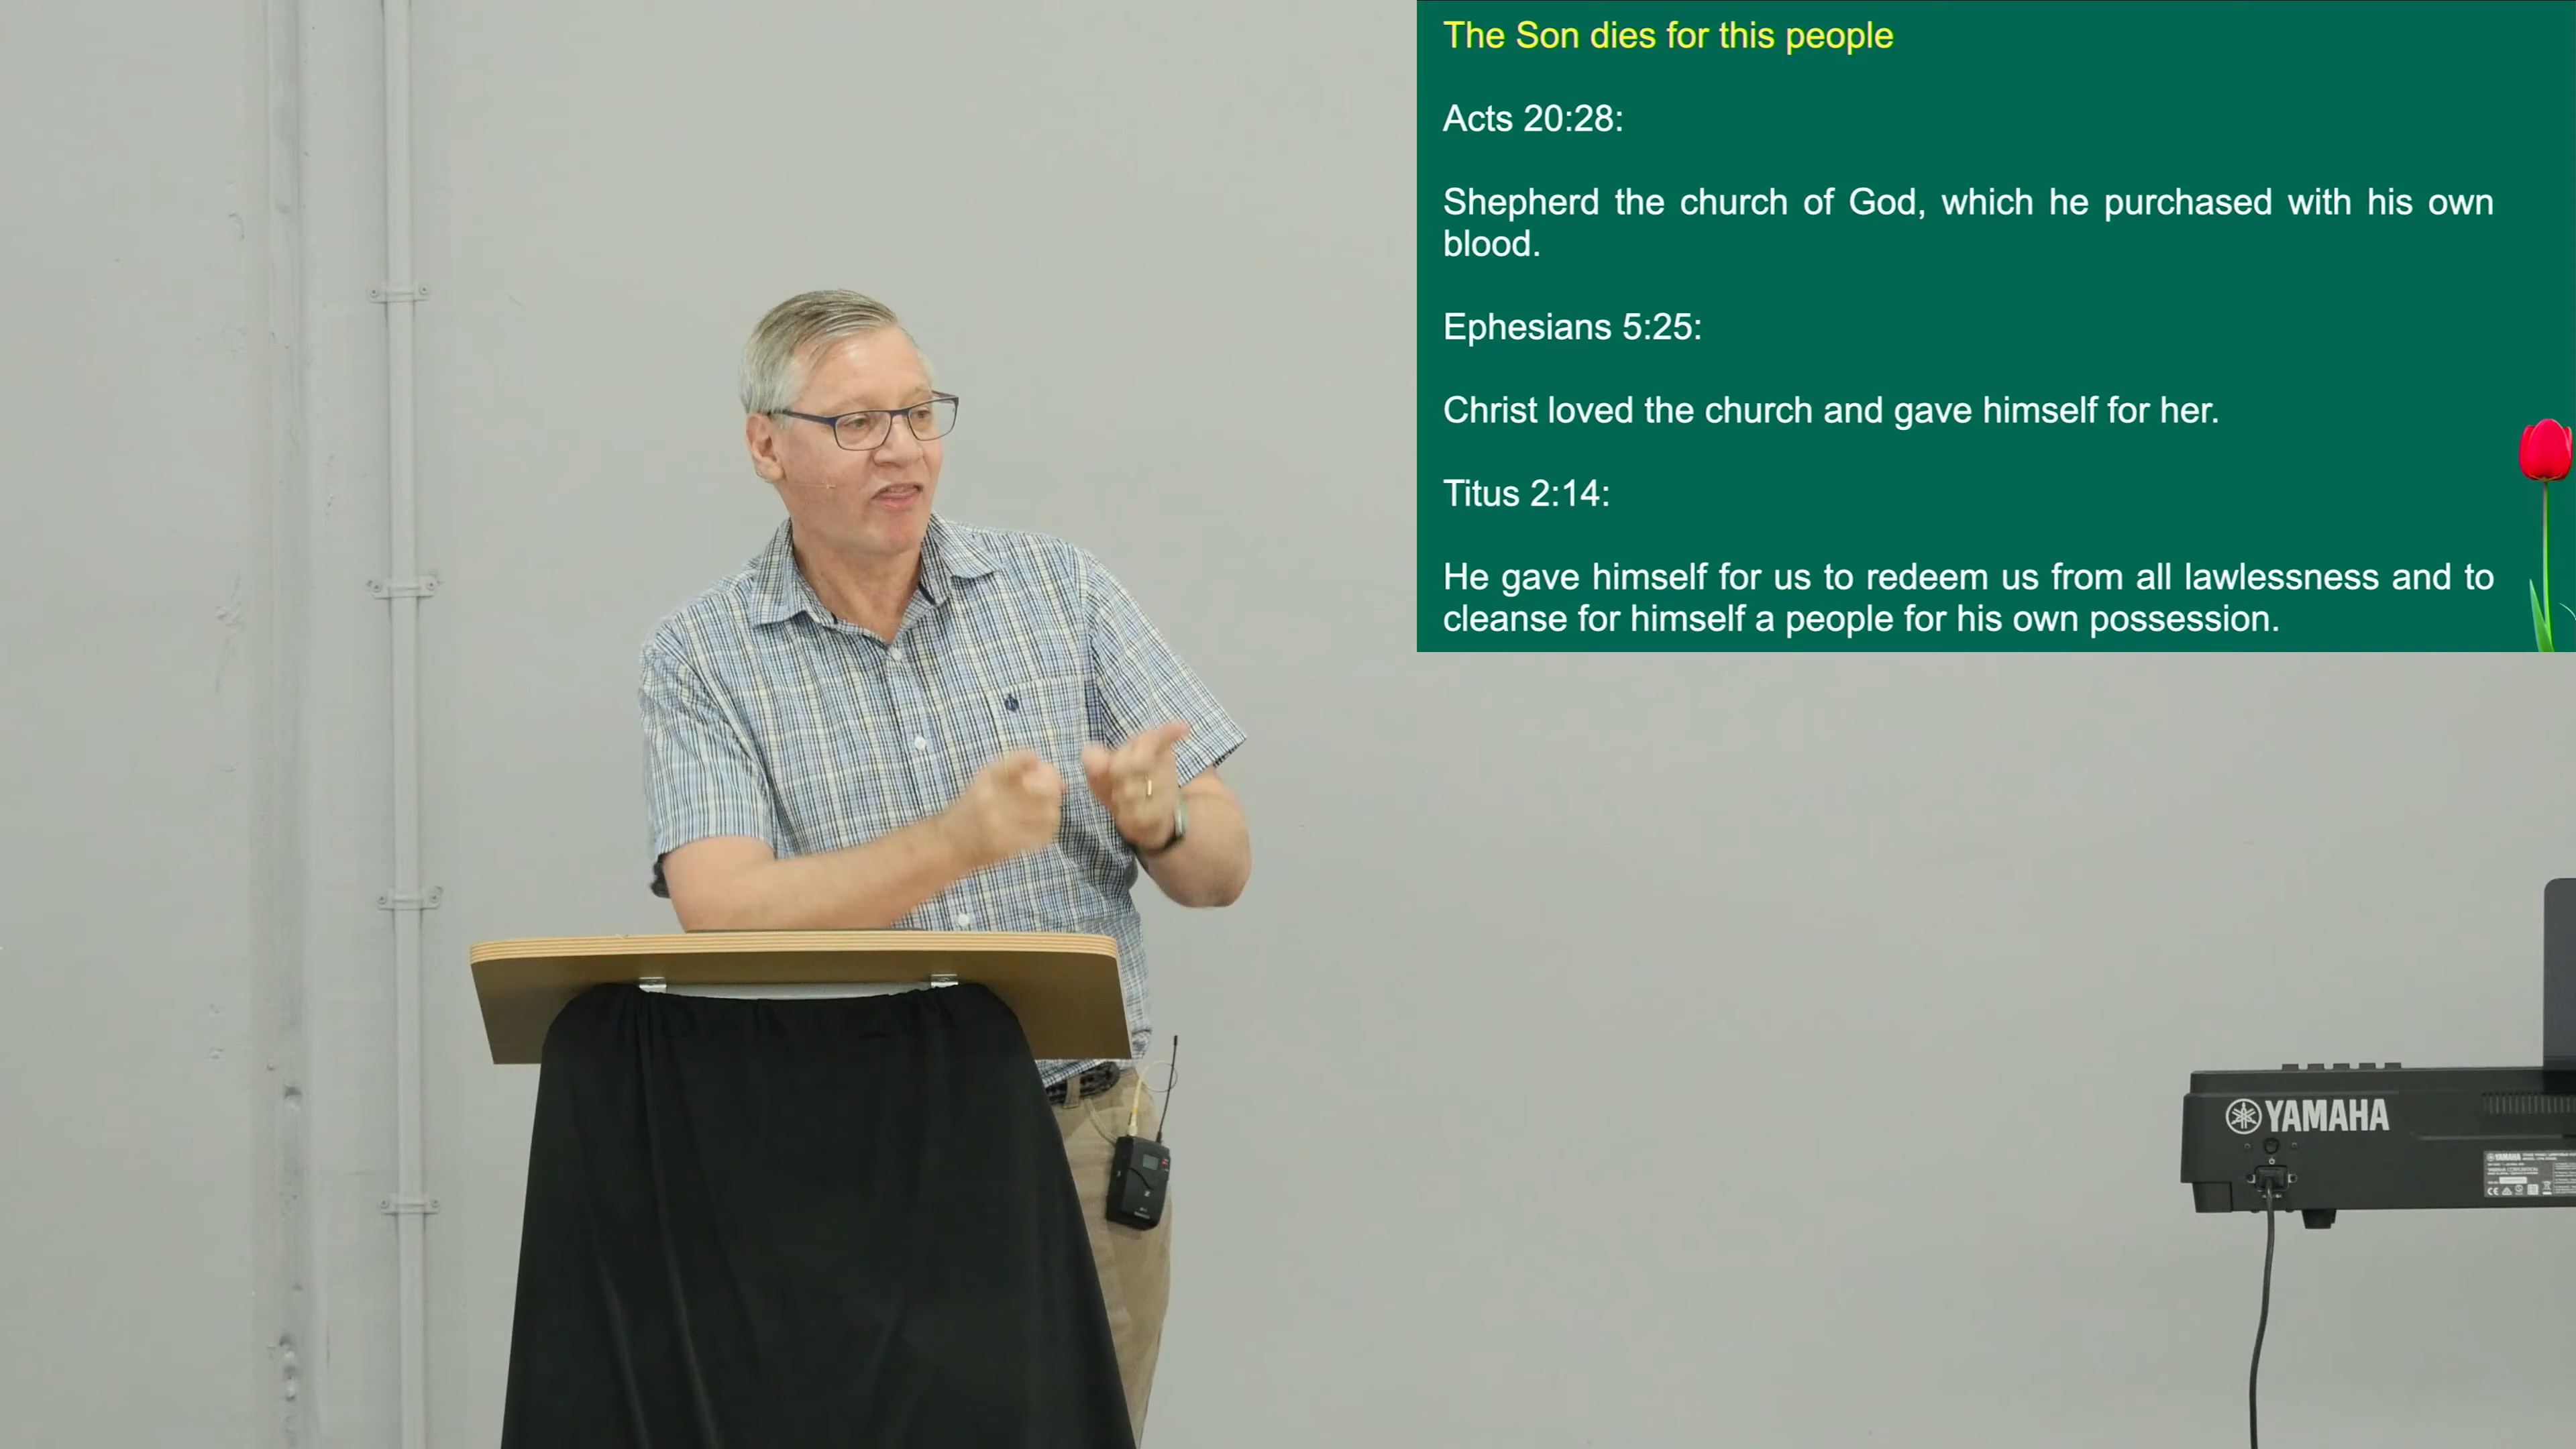 The Son dies for this people
Acts 20:28:
Shepherd the church of God, which he purchased with his own
blood.
Ephesians 5:25:
Christ loved the church and gave himself for her.
Titus 2:14:
He gave himself for us to redeem us from all lawlessness and to
cleanse for himself a people for his own possession.
YAMAHA
YAMAHA